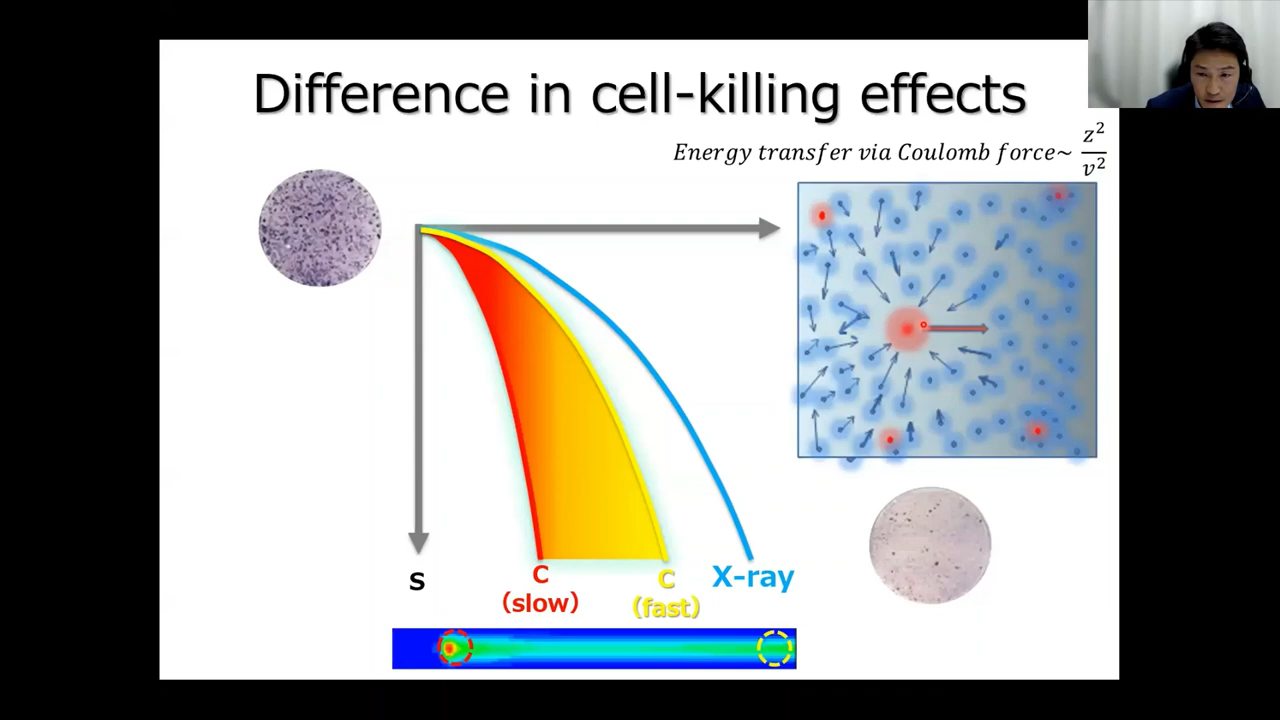 Difference in cell-killing effects
Energy transfer via Coulomb force~ z²/v²
S
C
(slow)
C
(fast)
X-ray